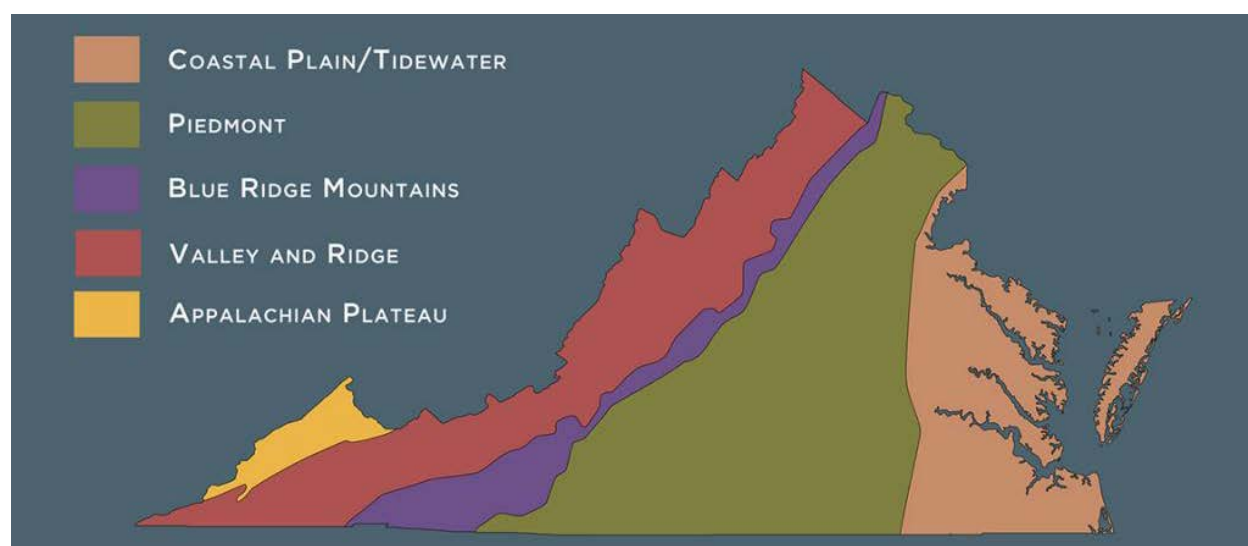 Coastal Plain/Tidewater
Piedmont
Blue Ridge Mountains
Valley and Ridge
Appalachian Plateau